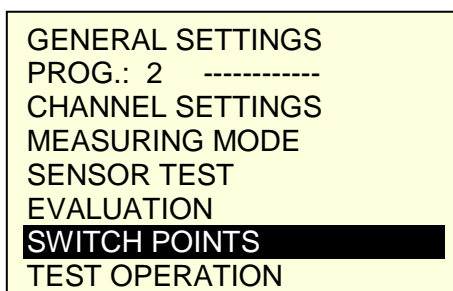 GENERAL SETTINGS
PROG.: 2 ------------
CHANNEL SETTINGS
MEASURING MODE
SENSOR TEST
EVALUATION
SWITCH POINTS
TEST OPERATION